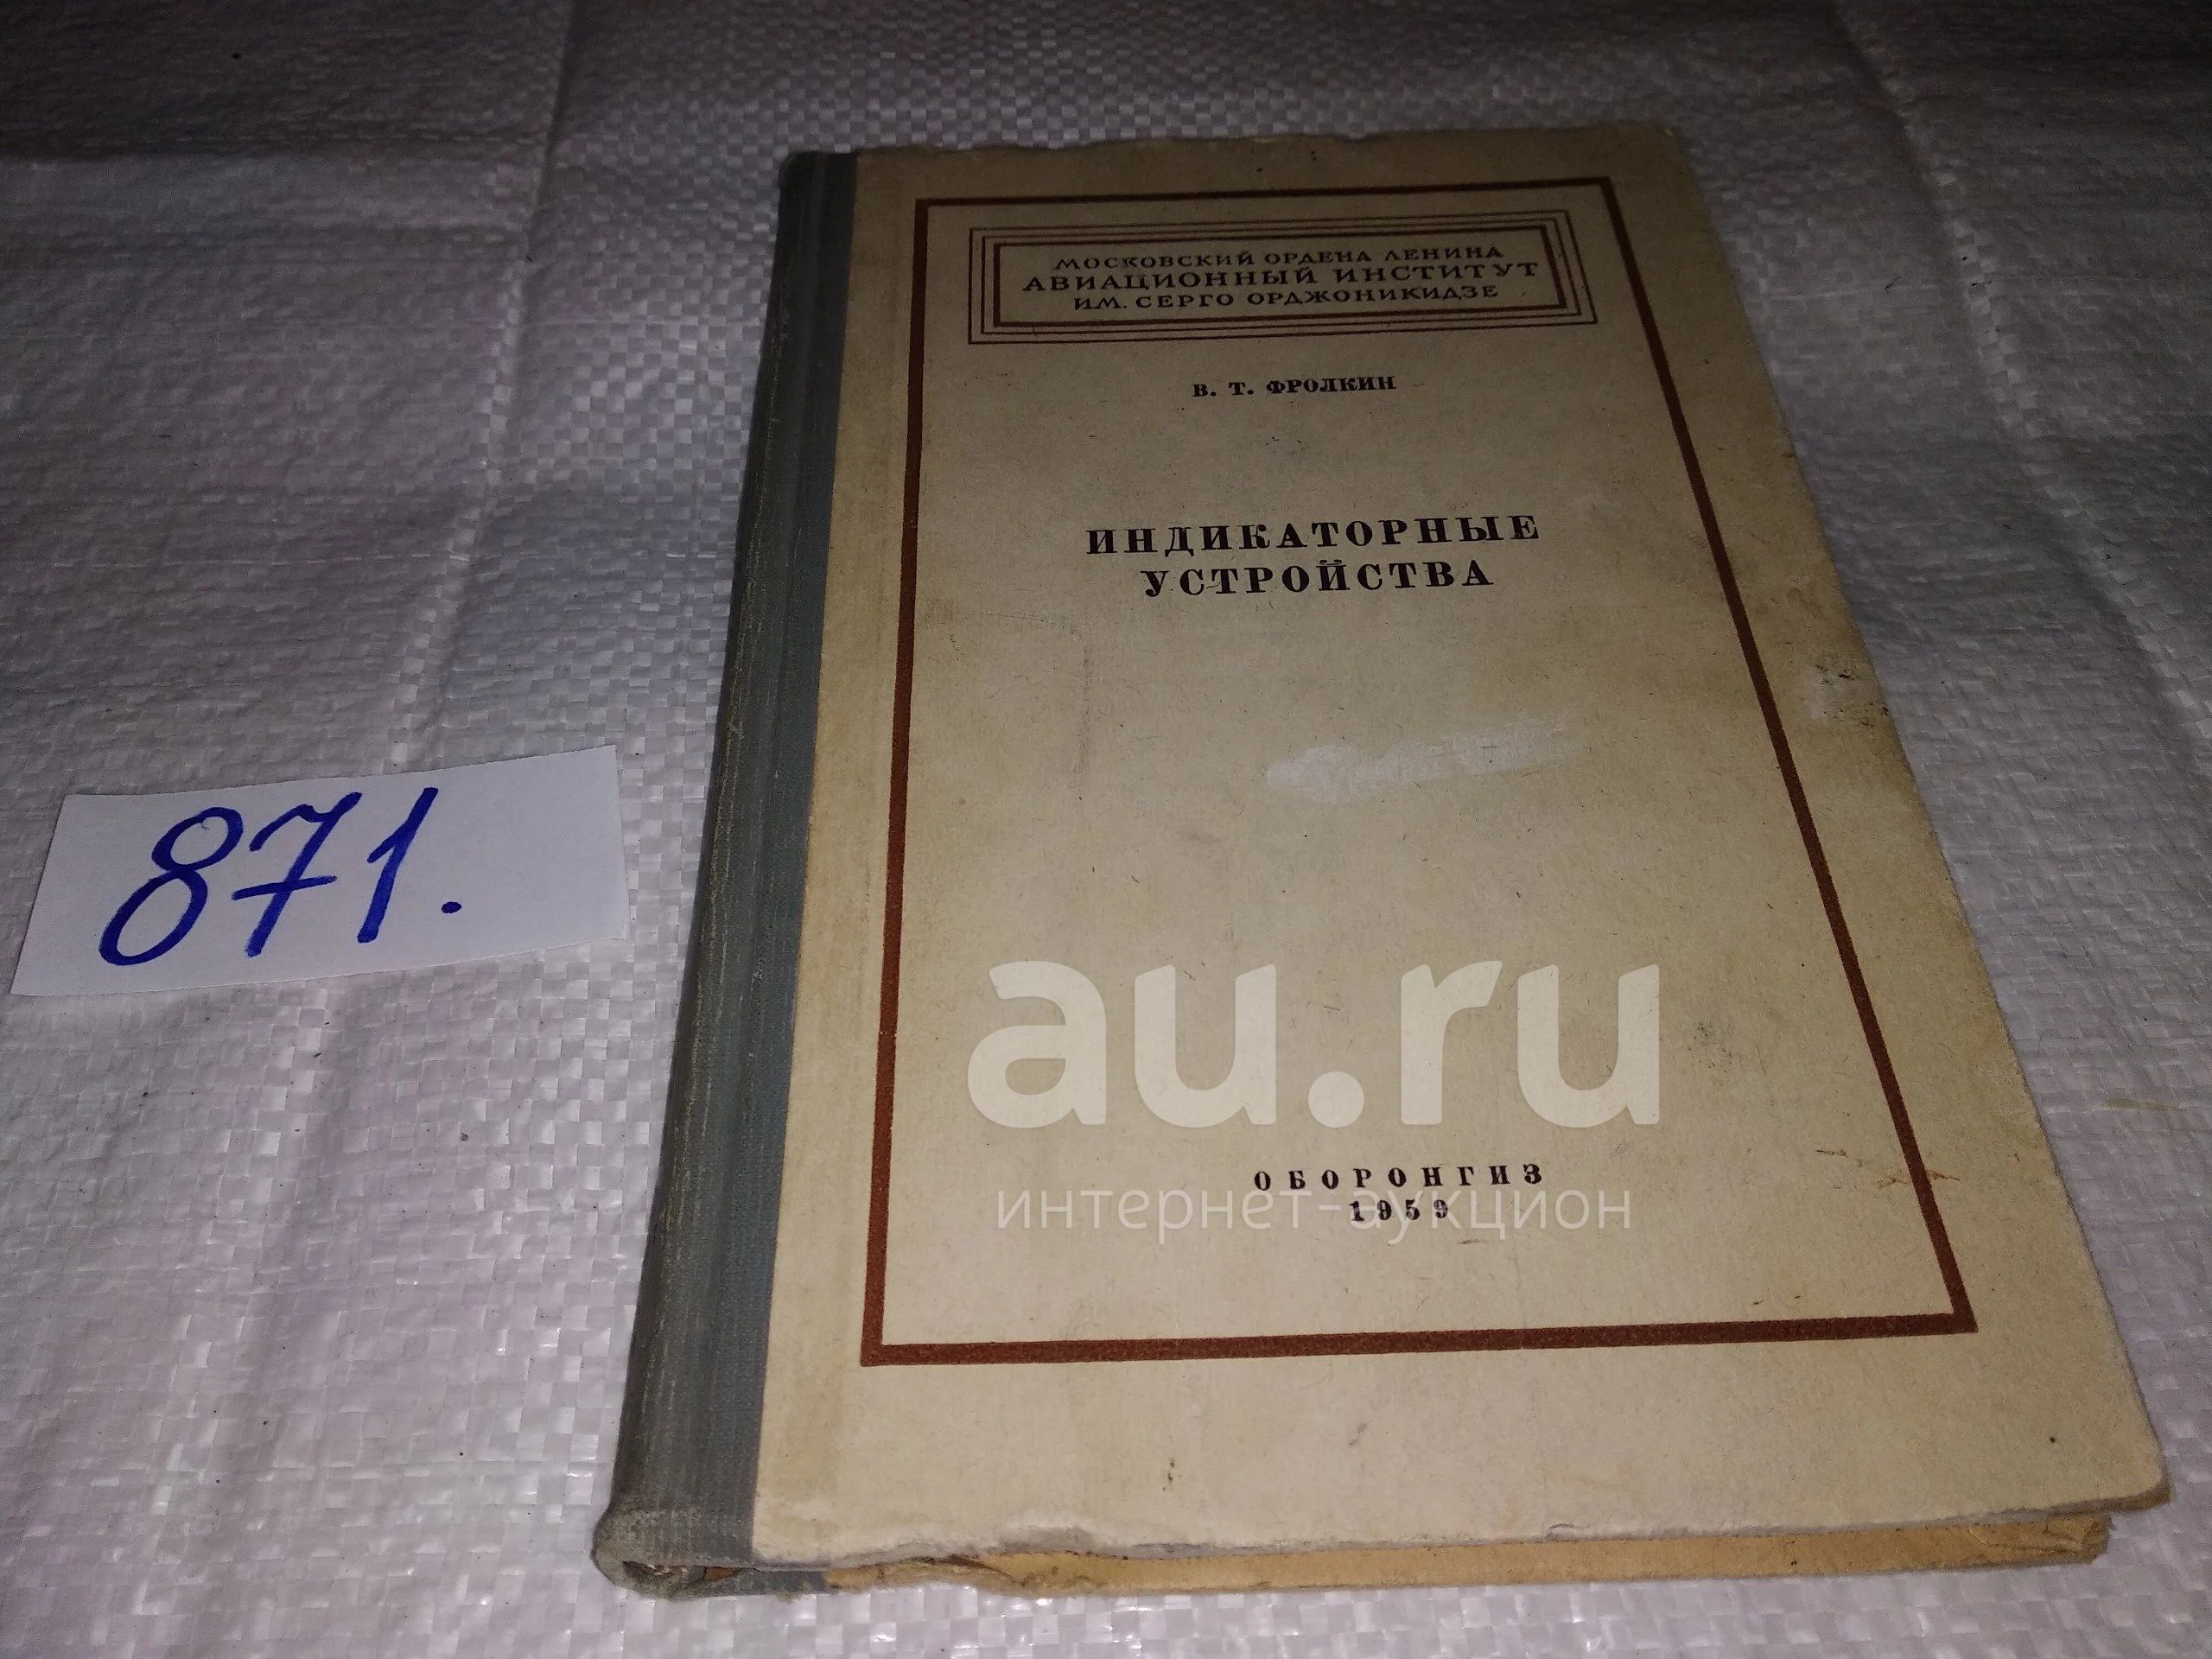 МОСКОВСКИЙ ОРДЕНА ЛЕНИНА
АВИАЦИОННЫЙ ИНСТИТУТ
ИМ. СЕРГО ОРДЖОНИКИДЗЕ
В. Т. ФРОЛКИН
ИНДИКАТОРНЫЕ
УСТРОЙСТВА
871.
au.ru
ОБОРОНГИЗ
интернет-аукцион
1959